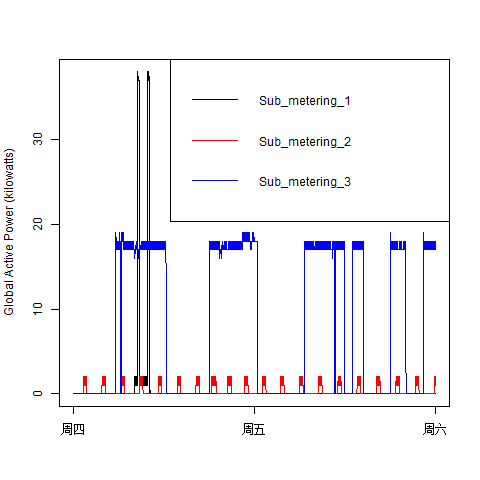 Sub_metering_1
Sub_metering_2
Sub_metering_3
Global Active Power (kilowatts)
30
20
10
0
周四 周五 周六